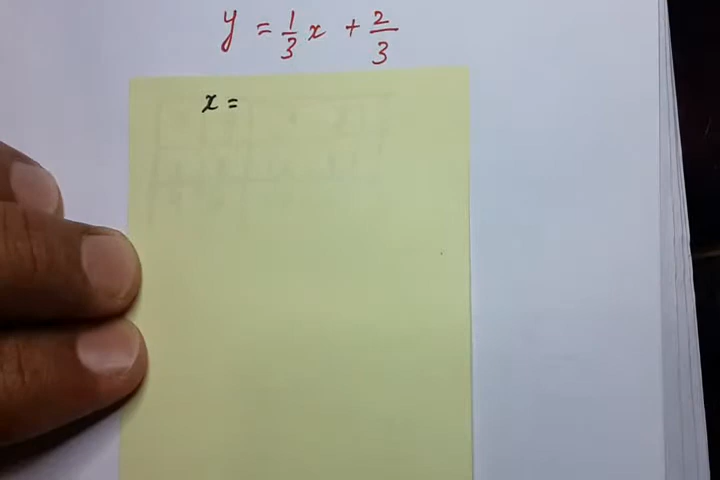 y = 1/3 x + 2/3
x =